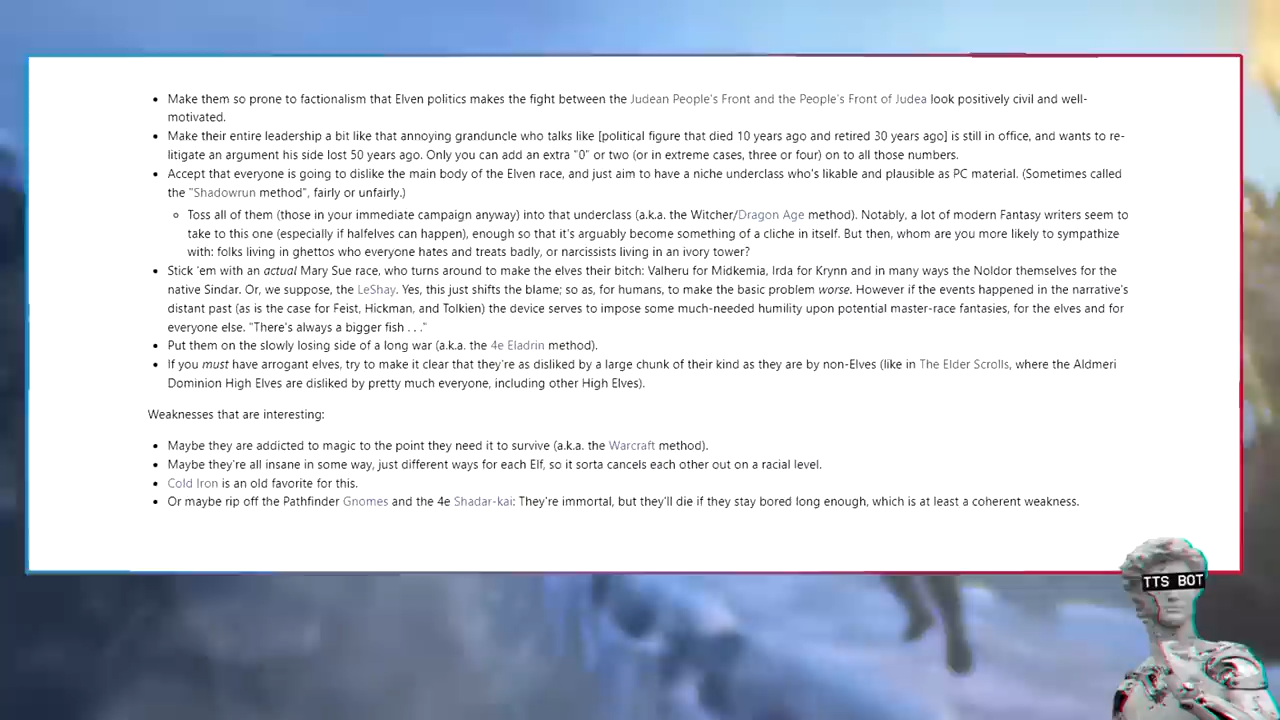 Make them so prone to factionalism that Elven politics makes the fight between the Judean People's Front and the People's Front of Judea look positively civil and well-
motivated.
Make their entire leadership a bit like that annoying granduncle who talks like [political figure that died 10 years ago and retired 30 years ago] is still in office, and wants to re-
litigate an argument his side lost 50 years ago. Only you can add an extra "0" or two (or in extreme cases, three or four) on to all those numbers.
Accept that everyone is going to dislike the main body of the Elven race, and just aim to have a niche underclass who's likable and plausible as PC material. (Sometimes called
the "Shadowrun method", fairly or unfairly.)
Toss all of them (those in your immediate campaign anyway) into that underclass (a.k.a. the Witcher/Dragon Age method). Notably, a lot of modern Fantasy writers seem to
take to this one (especially if halfelves can happen), enough so that it's arguably become something of a cliche in itself. But then, whom are you more likely to sympathize
with: folks living in ghettos who everyone hates and treats badly, or narcissists living in an ivory tower?
Stick 'em with an actual Mary Sue race, who turns around to make the elves their bitch: Valheru for Midkemia, Irda for Krynn and in many ways the Noldor themselves for the
native Sindar. Or, we suppose, the LeShay. Yes, this just shifts the blame; so as, for humans, to make the basic problem worse. However if the events happened in the narrative's
distant past (as is the case for Feist, Hickman, and Tolkien) the device serves to impose some much-needed humility upon potential master-race fantasies, for the elves and for
everyone else. "There's always a bigger fish . . ."
Put them on the slowly losing side of a long war (a.k.a. the 4e Eladrin method).
If you must have arrogant elves, try to make it clear that they're as disliked by a large chunk of their kind as they are by non-Elves (like in The Elder Scrolls, where the Aldmeri
Dominion High Elves are disliked by pretty much everyone, including other High Elves).
Weaknesses that are interesting:
Maybe they are addicted to magic to the point they need it to survive (a.k.a. the Warcraft method).
Maybe they're all insane in some way, just different ways for each Elf, so it sorta cancels each other out on a racial level.
Cold Iron is an old favorite for this.
Or maybe rip off the Pathfinder Gnomes and the 4e Shadar-kai: They're immortal, but they'll die if they stay bored long enough, which is at least a coherent weakness.
TTS BOT